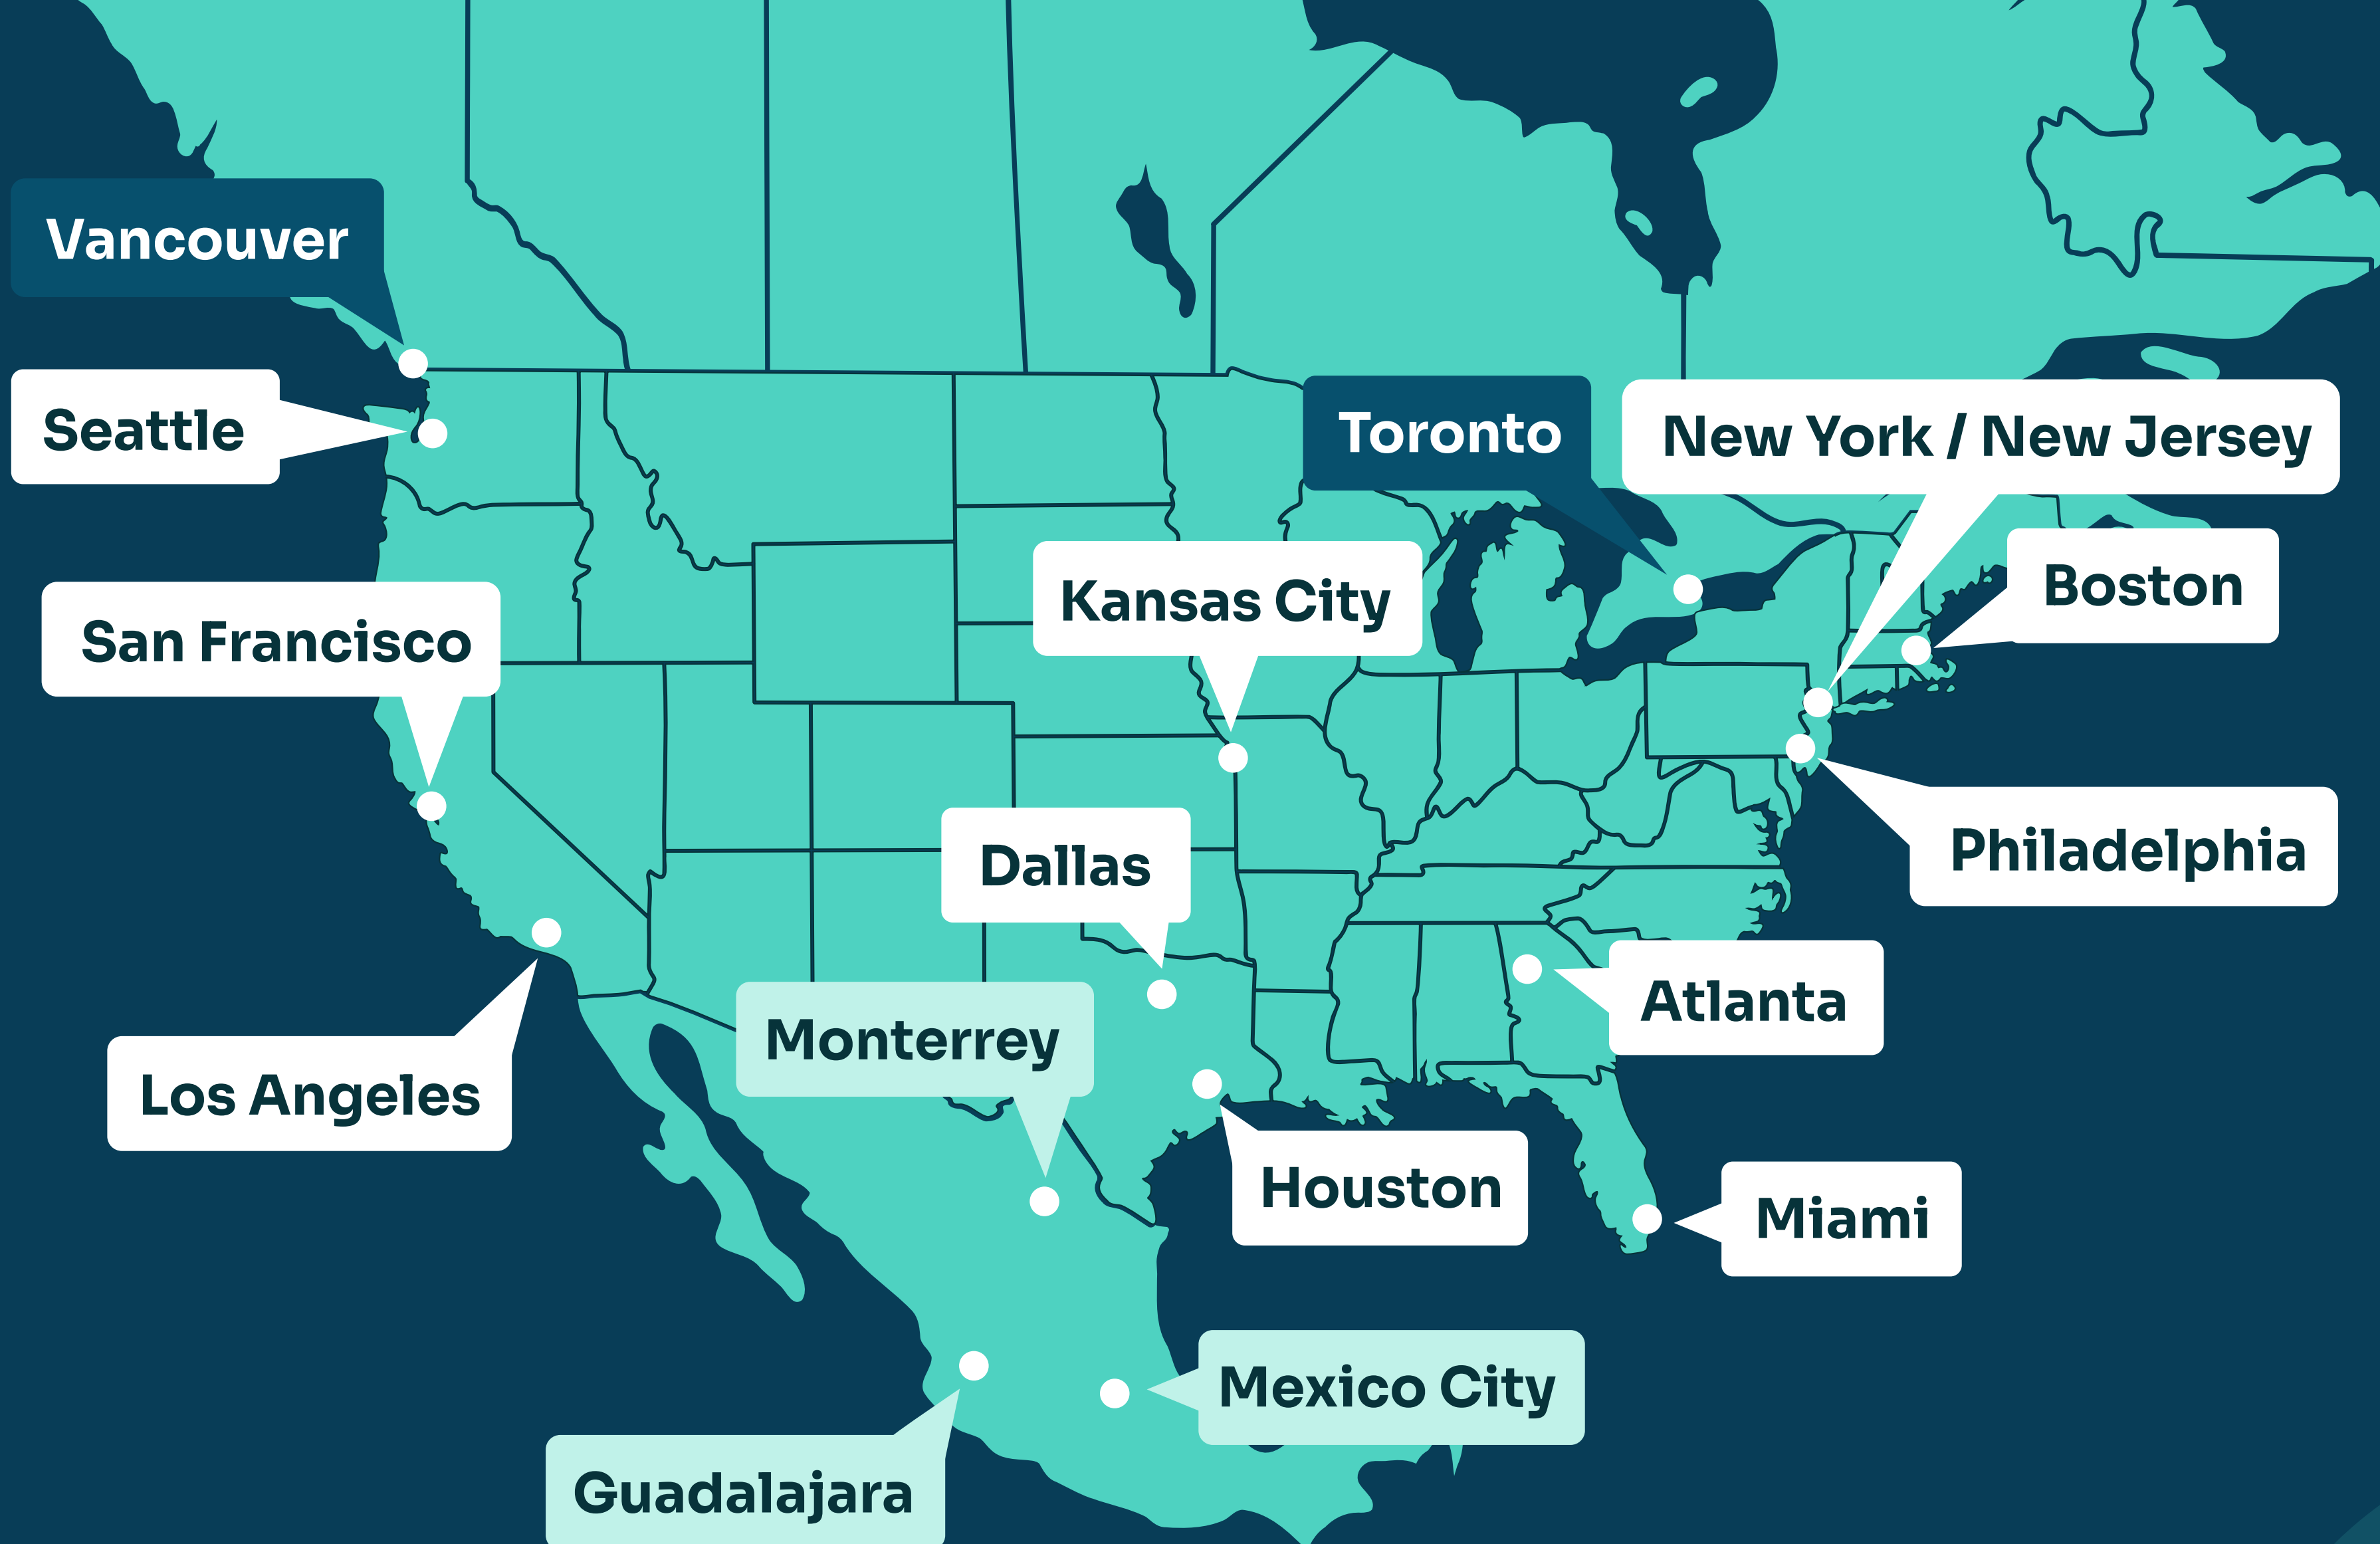 Vancouver
Seattle
Toronto
New York / New Jersey
San Francisco
Kansas City
Boston
Dallas
Philadelphia
Monterrey
Atlanta
Los Angeles
Houston
Miami
Mexico City
Guadalajara